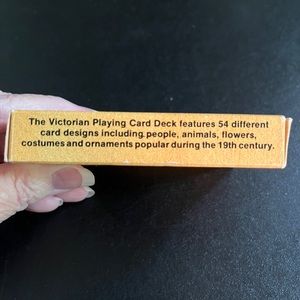 The Victorian Playing Card Deck features 54 different
card designs including people, animals, flowers,
costumes and ornaments popular during the 19th century.